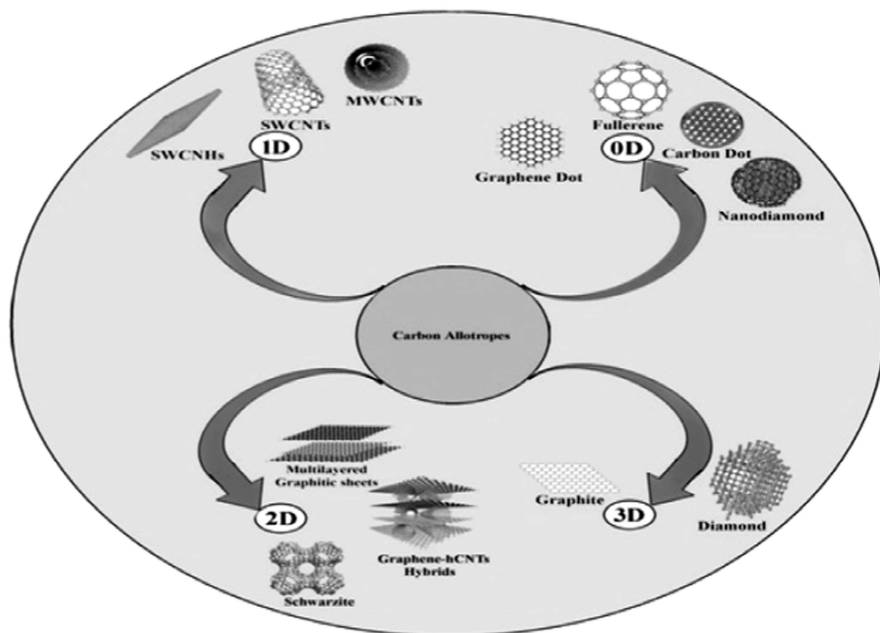 MWCNTs
SWCNTs
SWCNHs
1D
Fullerene
0D
Carbon Dot
Graphene Dot
Nanodiamond
Carbon Allotropes
Multilayered
Graphitic sheets
2D
Graphene-hCNTs
Hybrids
Schwarzite
Graphite
3D
Diamond